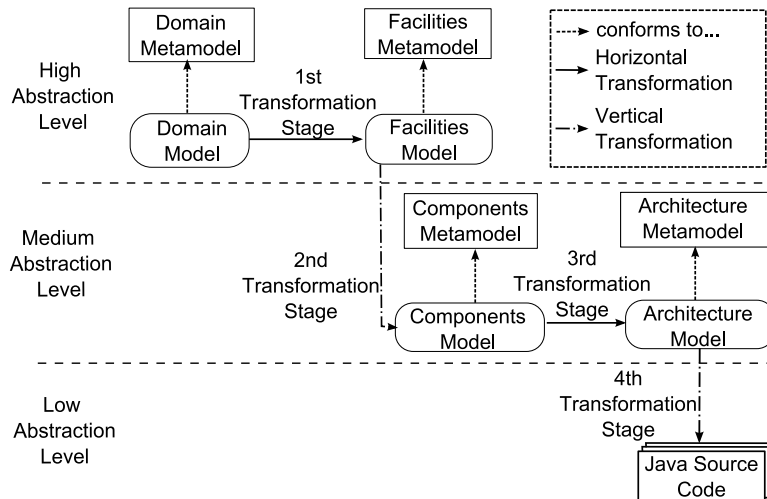 Domain
Metamodel
Facilities
Metamodel
conforms to...
Horizontal
Transformation
Vertical
Transformation
High
Abstraction
Level
1st
Transformation
Stage
Domain
Model
Facilities
Model
Medium
Abstraction
Level
Components
Metamodel
Architecture
Metamodel
2nd
Transformation
Stage
3rd
Transformation
Stage
Components
Model
Architecture
Model
Low
Abstraction
Level
4th
Transformation
Stage
Java Source
Code